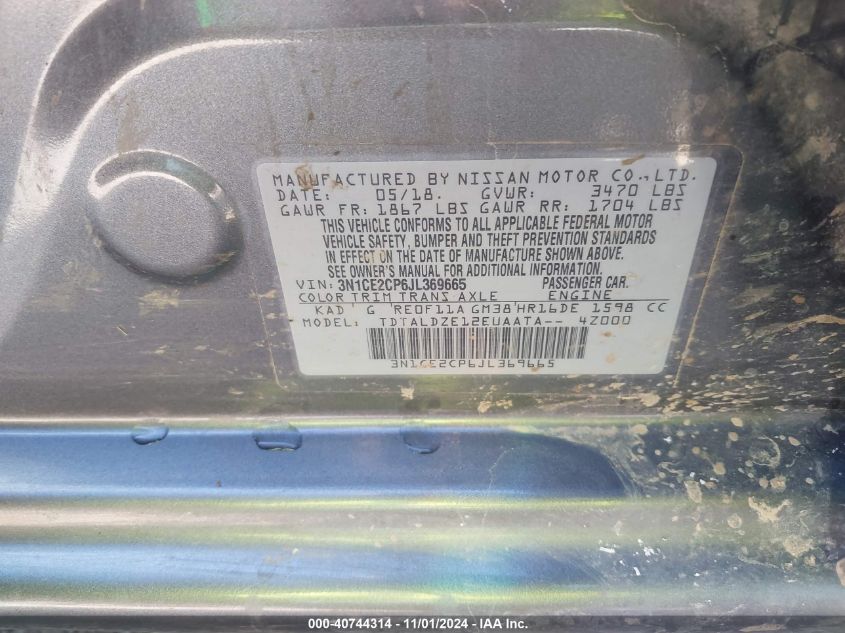 MANUFACTURED BY NISSAN MOTOR CO.,LTD.
DATE: 05/18. GVWR: 3470 LBS
GAWR FR: 1867 LBS GAWR RR: 1704 LBS
THIS VEHICLE CONFORMS TO ALL APPLICABLE FEDERAL MOTOR
VEHICLE SAFETY, BUMPER AND THEFT PREVENTION STANDARDS
IN EFFECT ON THE DATE OF MANUFACTURE SHOWN ABOVE.
SEE OWNER'S MANUAL FOR ADDITIONAL INFORMATION.
VIN: 3N1CE2CP6JL369665 PASSENGER CAR.
COLOR TRIM TRANS AXLE ENGINE
KAD G RE0F11A GM38 HR16DE 1598 CC
MODEL: TDTALDZE12EUAATA-- 4Z000
3N1CE2CP6JL369665
000-40744314 - 11/01/2024 - IAA Inc.